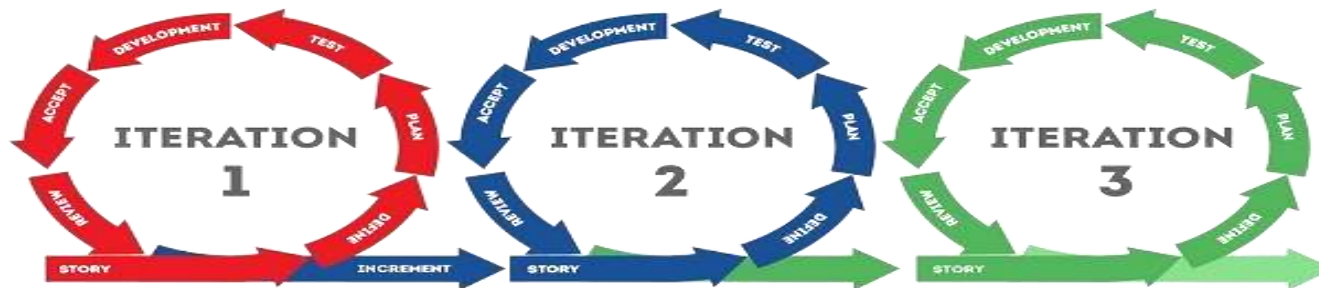 DEVELOPMENT
TEST
ACCEPT
PLAN
ITERATION
1
REVIEW
DEFINE
STORY
INCREMENT
DEVELOPMENT
TEST
ACCEPT
PLAN
ITERATION
2
REVIEW
DEFINE
STORY
DEVELOPMENT
TEST
ACCEPT
PLAN
ITERATION
3
REVIEW
DEFINE
STORY